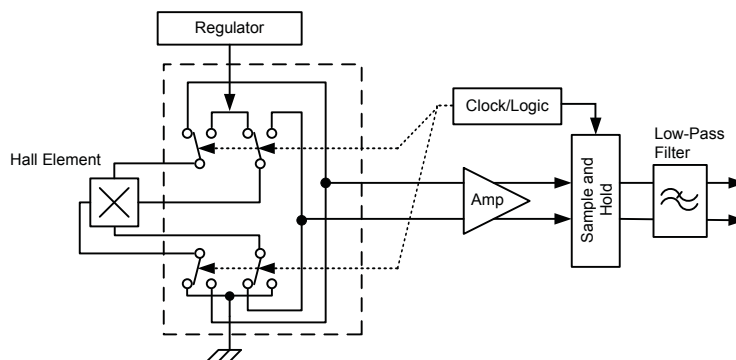 Regulator
Clock/Logic
Hall Element
Amp
Sample and
Hold
Low-Pass
Filter